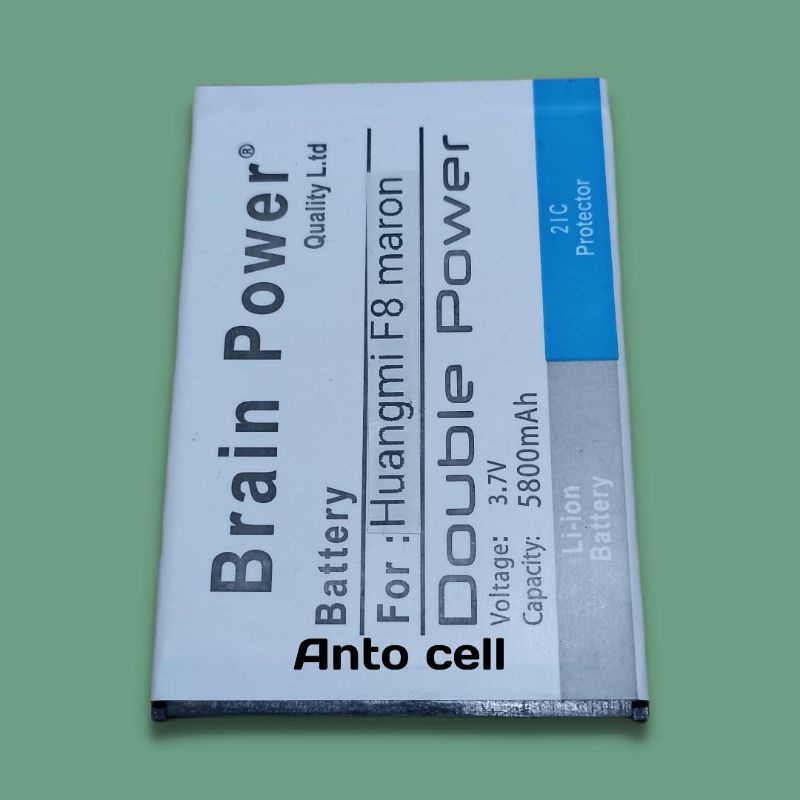 Brain Power®
Quality L.td
Battery
For : Huangmi F8 maron
Double Power
Voltage: 3.7V
Capacity: 5800mAh
2IC
Protector
Li-ion
Battery
Anto cell